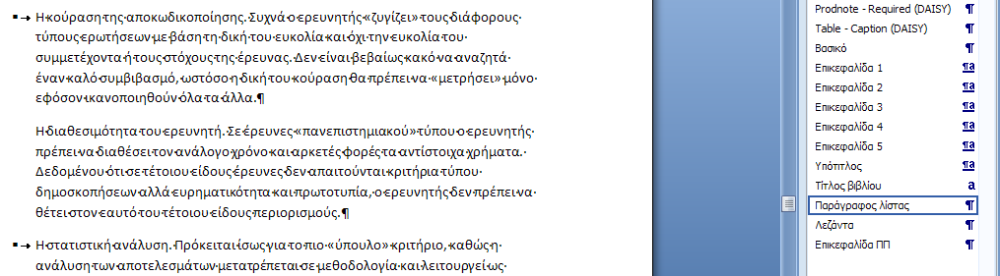 Η κούραση της αποκωδικοποίησης. Συχνά ο ερευνητής «ζυγίζει» τους διάφορους
τύπους ερωτήσεων με βάση τη δική του ευκολία και όχι την ευκολία του
συμμετέχοντα ή τους στόχους της έρευνας. Δεν είναι βεβαίως κακό να αναζητά
έναν καλό συμβιβασμό, ωστόσο η δική του κούραση θα πρέπει να «μετρήσει» μόνο
εφόσον ικανοποιηθούν όλα τα άλλα.¶
Η διαθεσιμότητα του ερευνητή. Σε έρευνες «πανεπιστημιακού» τύπου ο ερευνητής
πρέπει να διαθέσει τον ανάλογο χρόνο και αρκετές φορές τα αντίστοιχα χρήματα.
Δεδομένου ότι σε τέτοιου είδους έρευνες δεν απαιτούνται κριτήρια τύπου
δημοσκοπήσεων αλλά ευρηματικότητα και πρωτοτυπία, ο ερευνητής δεν πρέπει να
θέτει στον εαυτό του τέτοιου είδους περιορισμούς.¶
Η στατιστική ανάλυση. Πρόκειται ίσως για το πιο «ύπουλο» κριτήριο, καθώς η
ανάλυση των αποτελεσμάτων μετατρέπεται σε μεθοδολογία και λειτουργεί ως
Prodnote - Required (DAISY) ¶
Table - Caption (DAISY) ¶
Βασικό ¶
Επικεφαλίδα 1 ¶a
Επικεφαλίδα 2 ¶a
Επικεφαλίδα 3 ¶a
Επικεφαλίδα 4 ¶a
Επικεφαλίδα 5 ¶a
Υπότιτλος ¶a
Τίτλος βιβλίου a
Παράγραφος λίστας ¶
Λεζάντα ¶
Επικεφαλίδα ΠΠ ¶